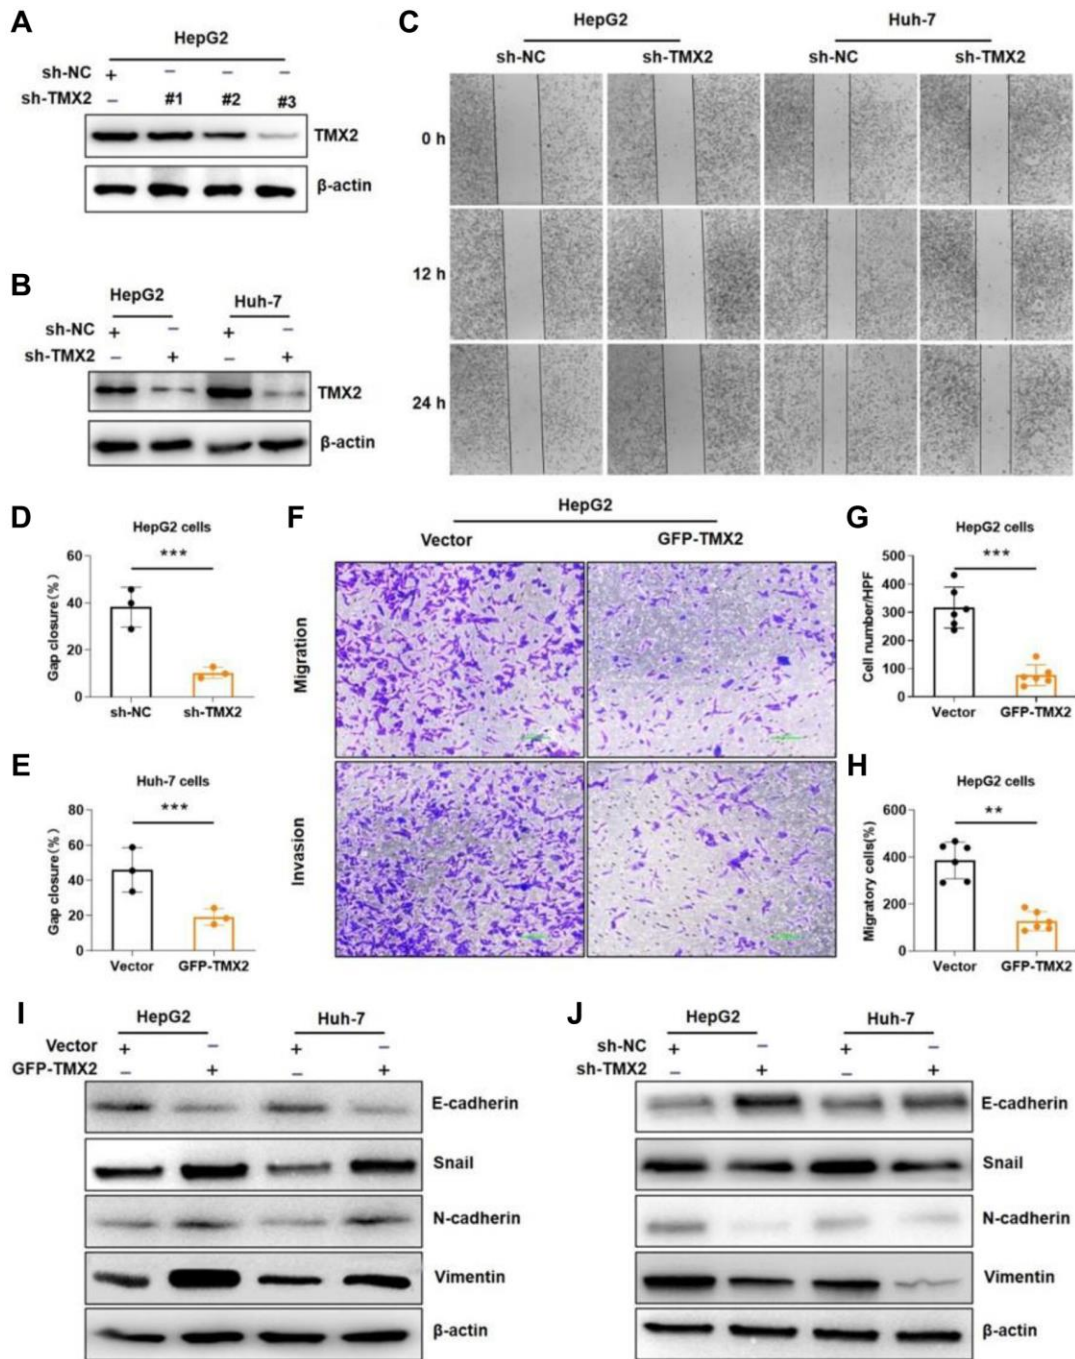 A
HepG2
sh-NC + – – –
sh-TMX2 – #1 #2 #3
TMX2
β-actin
B
HepG2 Huh-7
sh-NC + – + –
sh-TMX2 – + – +
TMX2
β-actin
C
HepG2 Huh-7
sh-NC sh-TMX2 sh-NC sh-TMX2
0 h
12 h
24 h
D
HepG2 cells
***
Gap closure(%)
60
40
20
0
sh-NC sh-TMX2
E
Huh-7 cells
***
Gap closure(%)
80
60
40
20
0
Vector GFP-TMX2
F
HepG2
Vector GFP-TMX2
Migration
Invasion
G
HepG2 cells
***
Cell number/HPF
500
400
300
200
100
0
Vector GFP-TMX2
H
HepG2 cells
**
Migratory cells(%)
600
400
200
0
Vector GFP-TMX2
I
HepG2 Huh-7
Vector + – + –
GFP-TMX2 – + – +
E-cadherin
Snail
N-cadherin
Vimentin
β-actin
J
HepG2 Huh-7
sh-NC + – + –
sh-TMX2 – + – +
E-cadherin
Snail
N-cadherin
Vimentin
β-actin